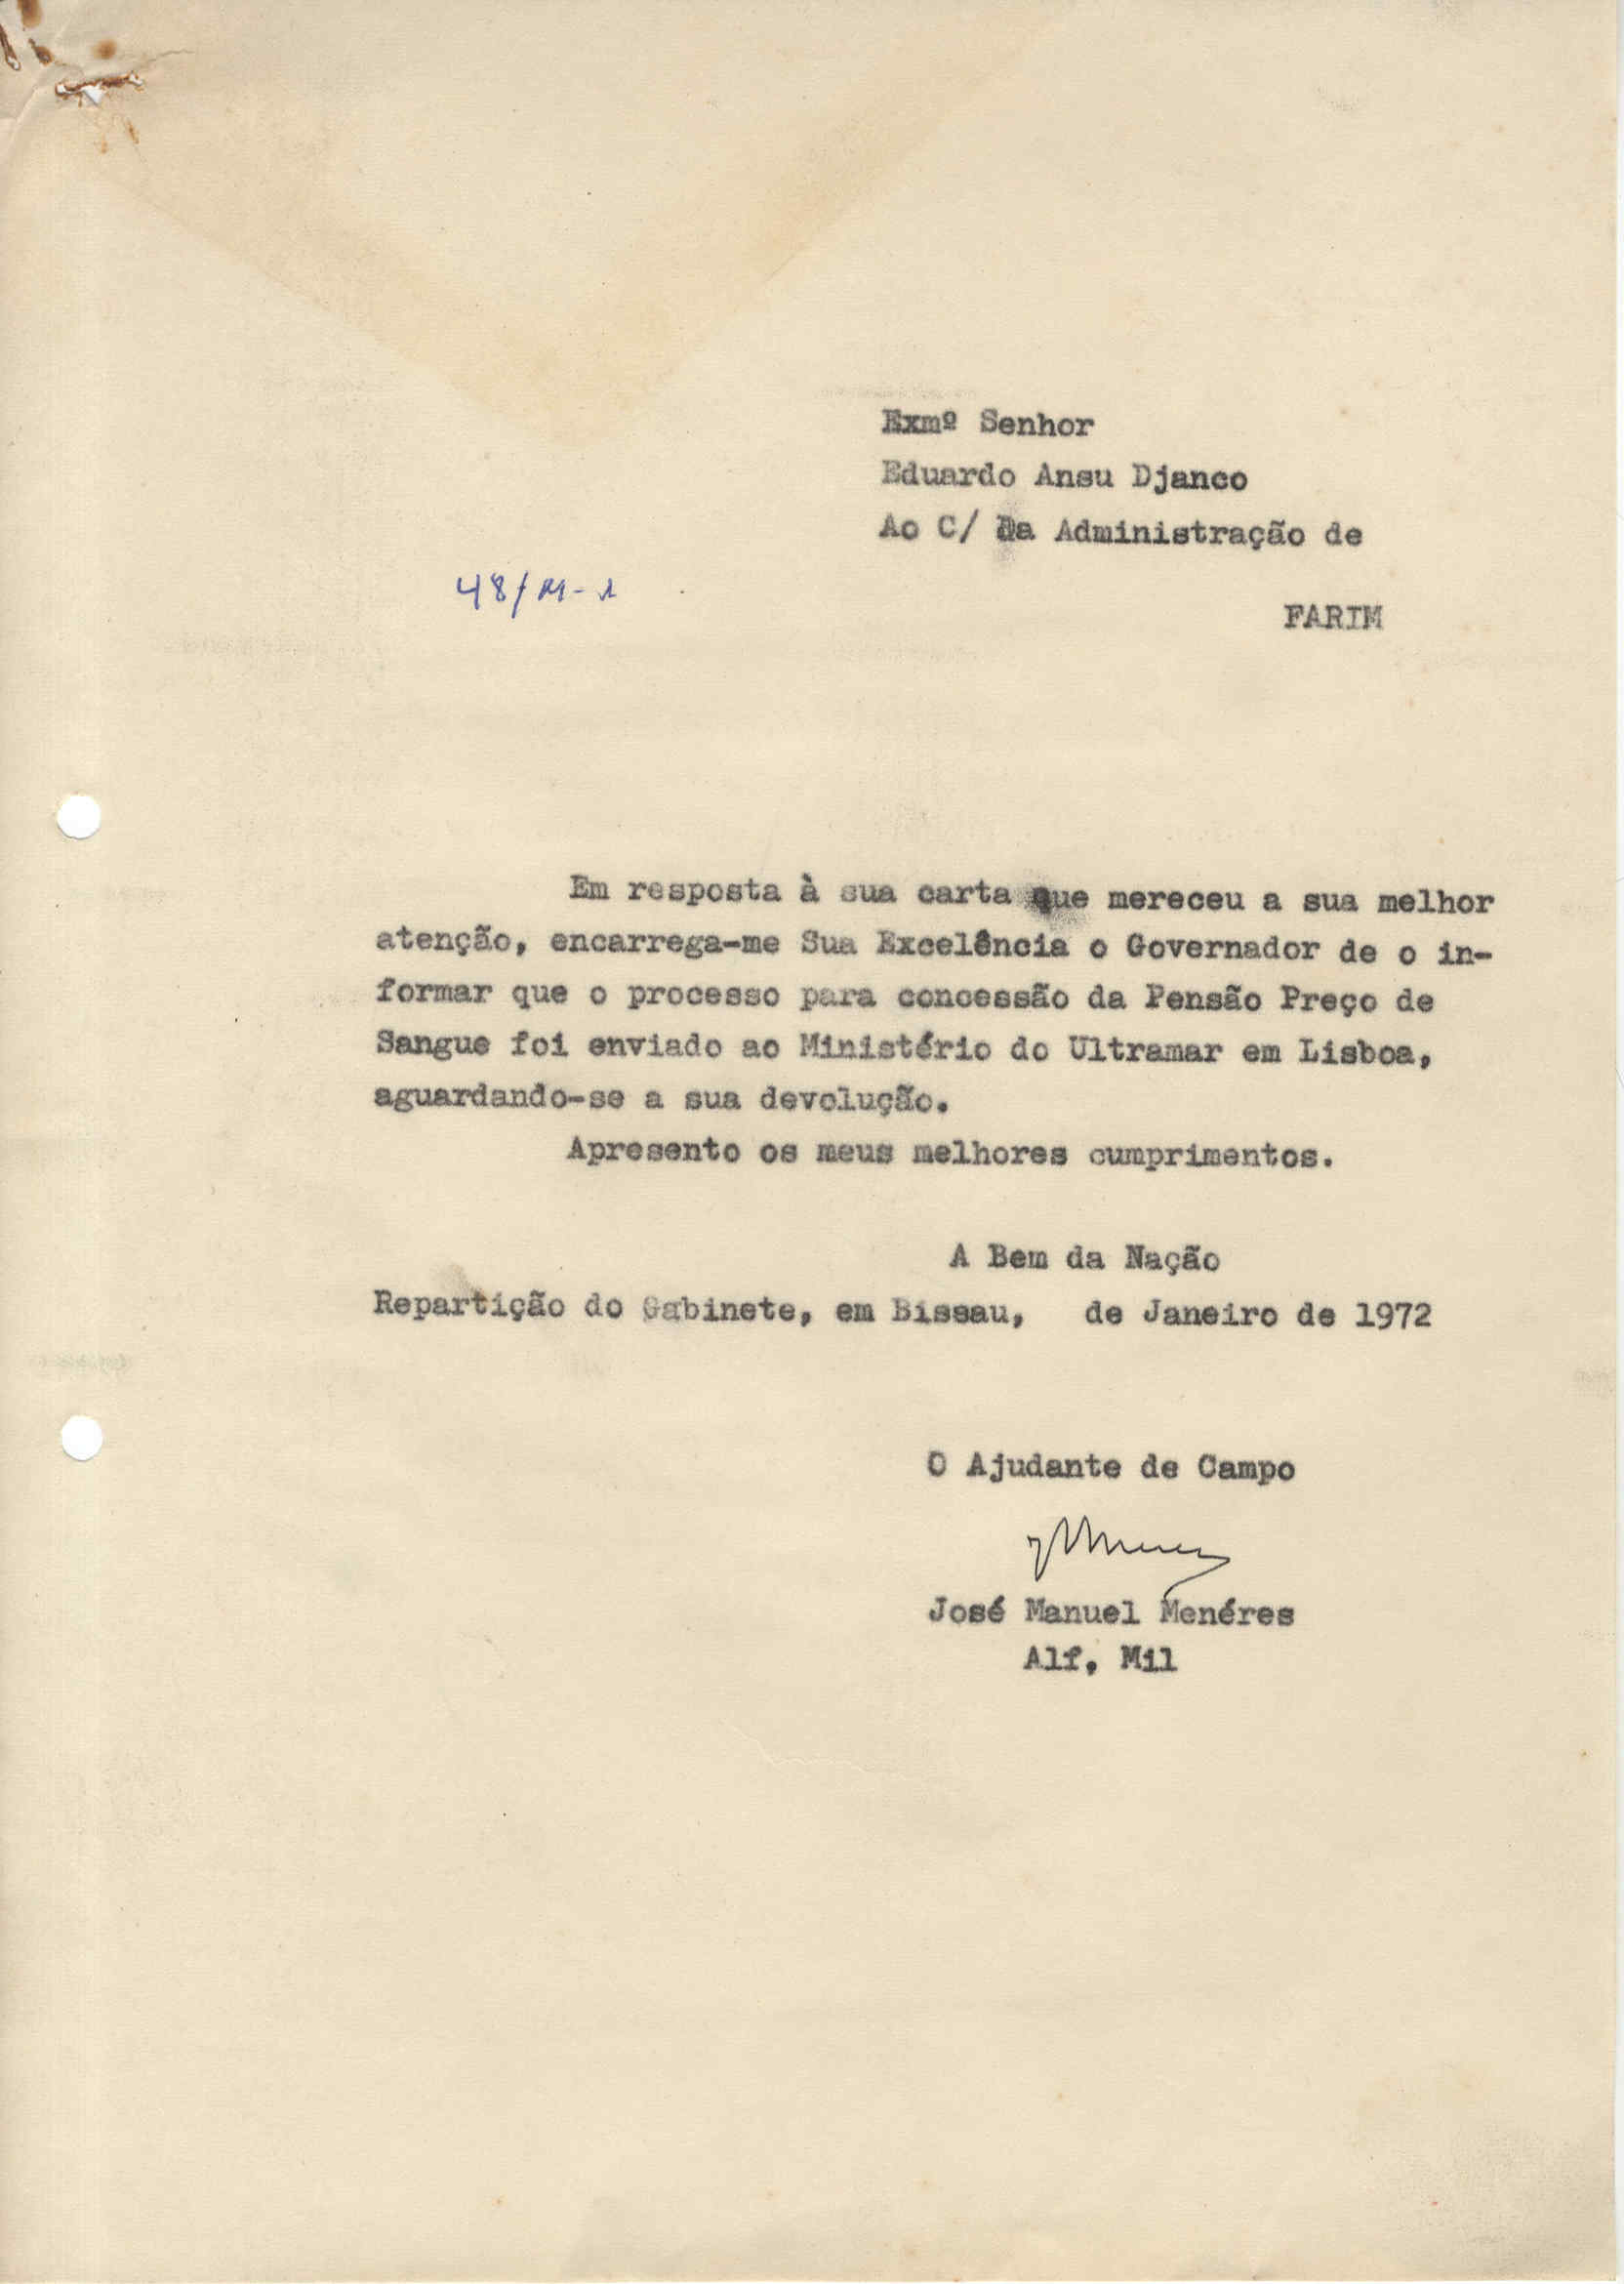 Exmº Senhor
Eduardo Ansu Djanco
Ao C/ Da Administração de
48/M-1
FARIM
Em resposta à sua carta que mereceu a sua melhor
atenção, encarrega-me Sua Excelência o Governador de o in-
formar que o processo para concessão da Pensão Preço de
Sangue foi enviado ao Ministério do Ultramar em Lisboa,
aguardando-se a sua devolução.
Apresento os meus melhores cumprimentos.
A Bem da Nação
Repartição do Gabinete, em Bissau, de Janeiro de 1972
O Ajudante de Campo
José Manuel Menéres
Alf, Mil